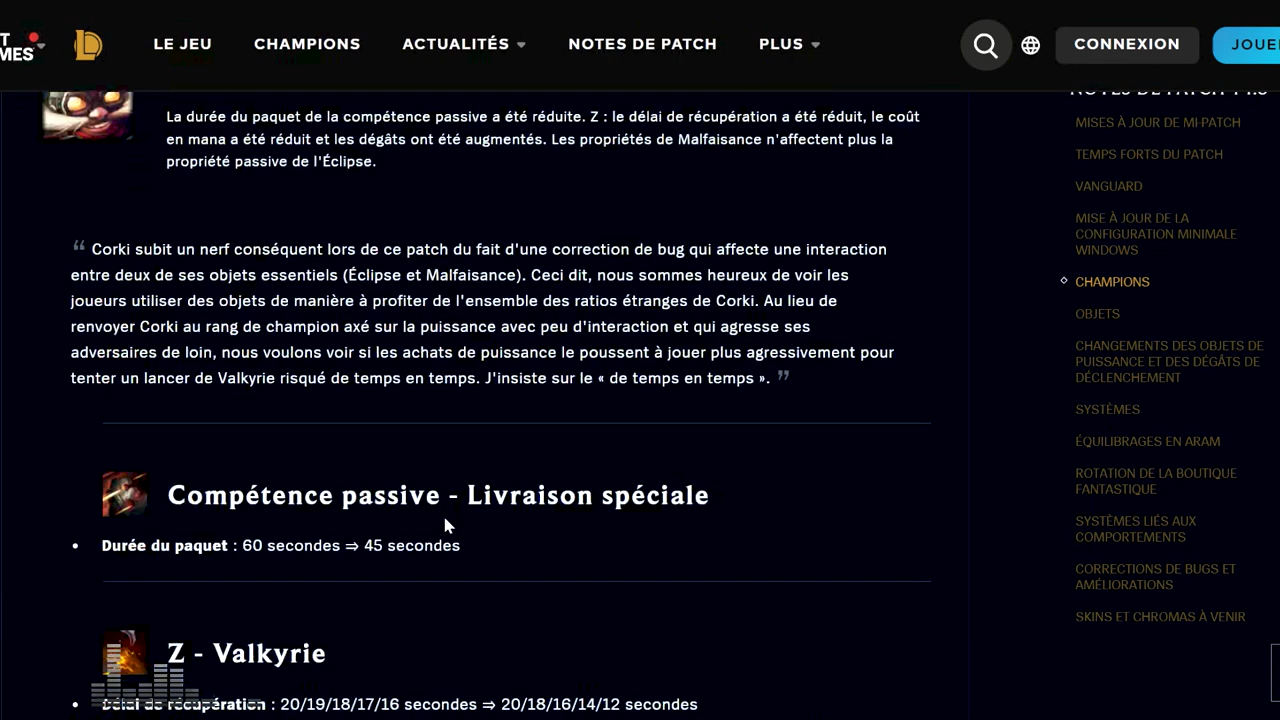 T
MES
LE JEU
CHAMPIONS
ACTUALITÉS
NOTES DE PATCH
PLUS
CONNEXION
JOUE
La durée du paquet de la compétence passive a été réduite. Z : le délai de récupération a été réduit, le coût
en mana a été réduit et les dégâts ont été augmentés. Les propriétés de Malfaisance n'affectent plus la
propriété passive de l'Éclipse.
“ Corki subit un nerf conséquent lors de ce patch du fait d'une correction de bug qui affecte une interaction
entre deux de ses objets essentiels (Éclipse et Malfaisance). Ceci dit, nous sommes heureux de voir les
joueurs utiliser des objets de manière à profiter de l'ensemble des ratios étranges de Corki. Au lieu de
renvoyer Corki au rang de champion axé sur la puissance avec peu d'interaction et qui agresse ses
adversaires de loin, nous voulons voir si les achats de puissance le poussent à jouer plus agressivement pour
tenter un lancer de Valkyrie risqué de temps en temps. J'insiste sur le « de temps en temps ». ”
Compétence passive - Livraison spéciale
• Durée du paquet : 60 secondes ⇒ 45 secondes
Z - Valkyrie
• Délai de récupération : 20/19/18/17/16 secondes ⇒ 20/18/16/14/12 secondes
NOTES DE PATCH
MISES À JOUR DE MI-PATCH
TEMPS FORTS DU PATCH
VANGUARD
MISE À JOUR DE LA
CONFIGURATION MINIMALE
WINDOWS
CHAMPIONS
OBJETS
CHANGEMENTS DES OBJETS DE
PUISSANCE ET DES DÉGÂTS DE
DÉCLENCHEMENT
SYSTÈMES
ÉQUILIBRAGES EN ARAM
ROTATION DE LA BOUTIQUE
FANTASTIQUE
SYSTÈMES LIÉS AUX
COMPORTEMENTS
CORRECTIONS DE BUGS ET
AMÉLIORATIONS
SKINS ET CHROMAS À VENIR